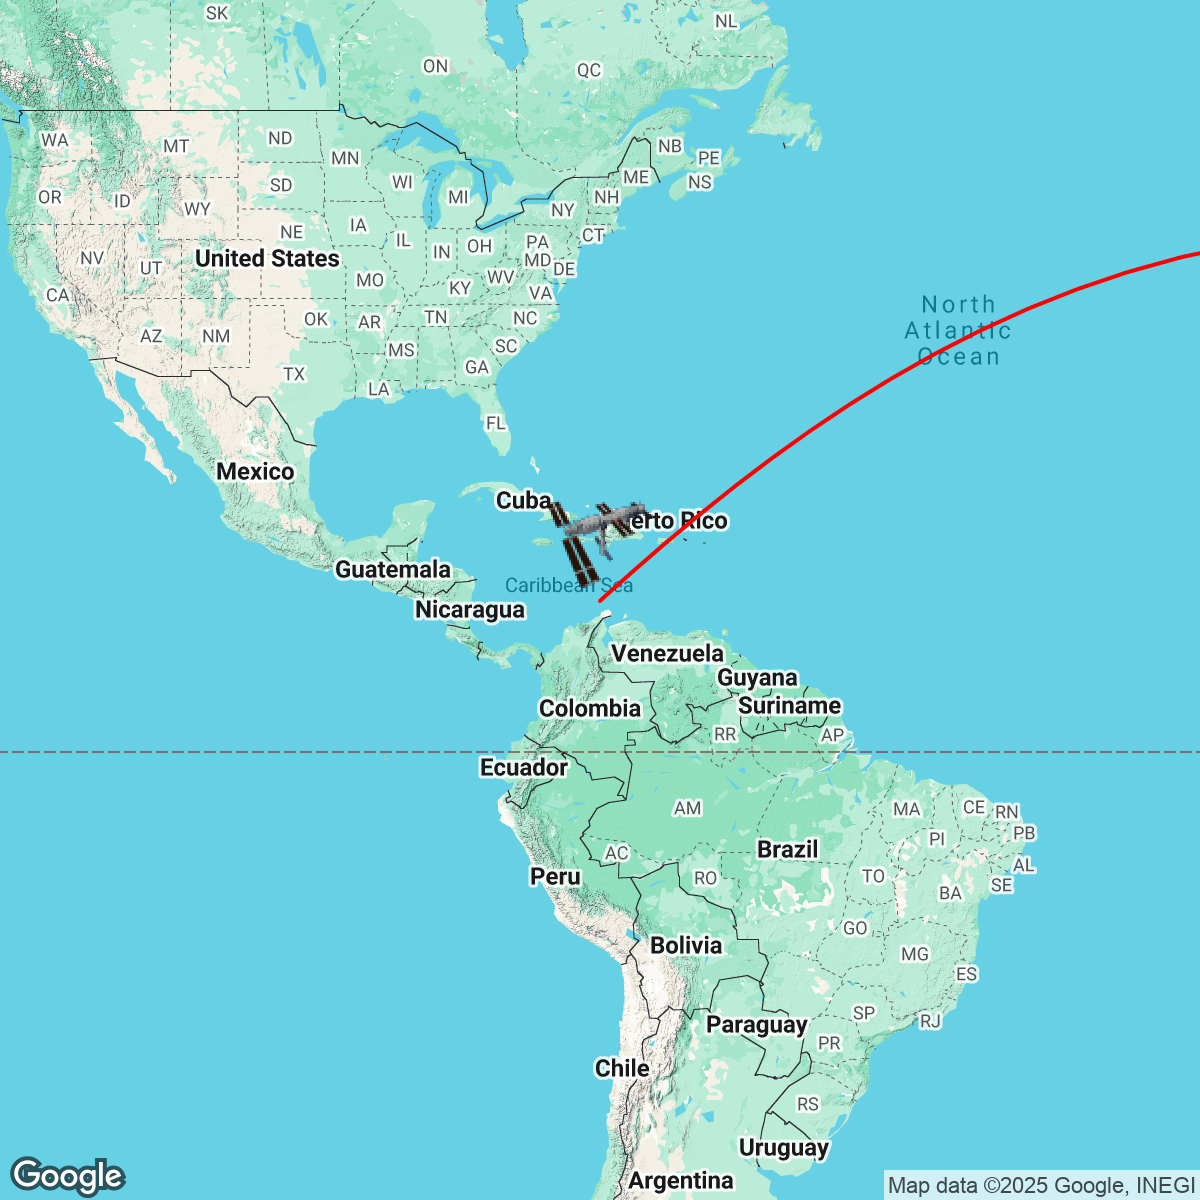 SK
NL
ON
QC
WA
MT
ND
MN
NB
PE
OR
ID
SD
WI
MI
ME
NS
WY
NH
NY
NE
IA
IL
IN
OH
PA
CT
NV
UT
United States
MD
DE
CA
MO
KY
WV
VA
North
Atlantic
Ocean
AZ
NM
OK
AR
TN
NC
MS
SC
TX
LA
GA
FL
Mexico
Cuba
erto Rico
Guatemala
Caribbean Sea
Nicaragua
Venezuela
Guyana
Colombia
Suriname
RR
AP
Ecuador
AM
MA
CE
RN
PB
PI
Brazil
AC
AL
Peru
RO
TO
SE
BA
GO
Bolivia
MG
ES
SP
RJ
Paraguay
PR
Chile
RS
Uruguay
Argentina
Google
Map data ©2025 Google, INEGI